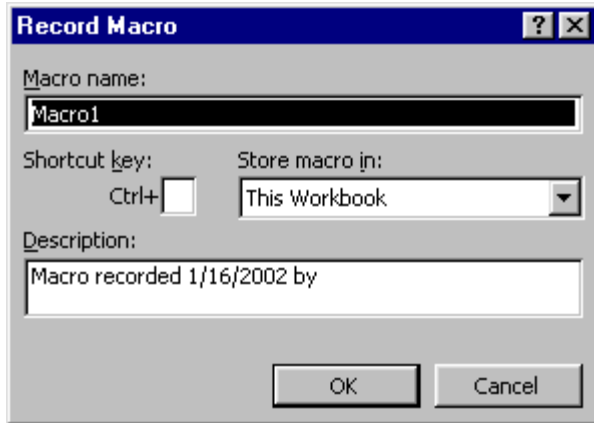 Record Macro
Macro name:
Macro1
Shortcut key: Store macro in:
Ctrl+ This Workbook
Description:
Macro recorded 1/16/2002 by
OK Cancel